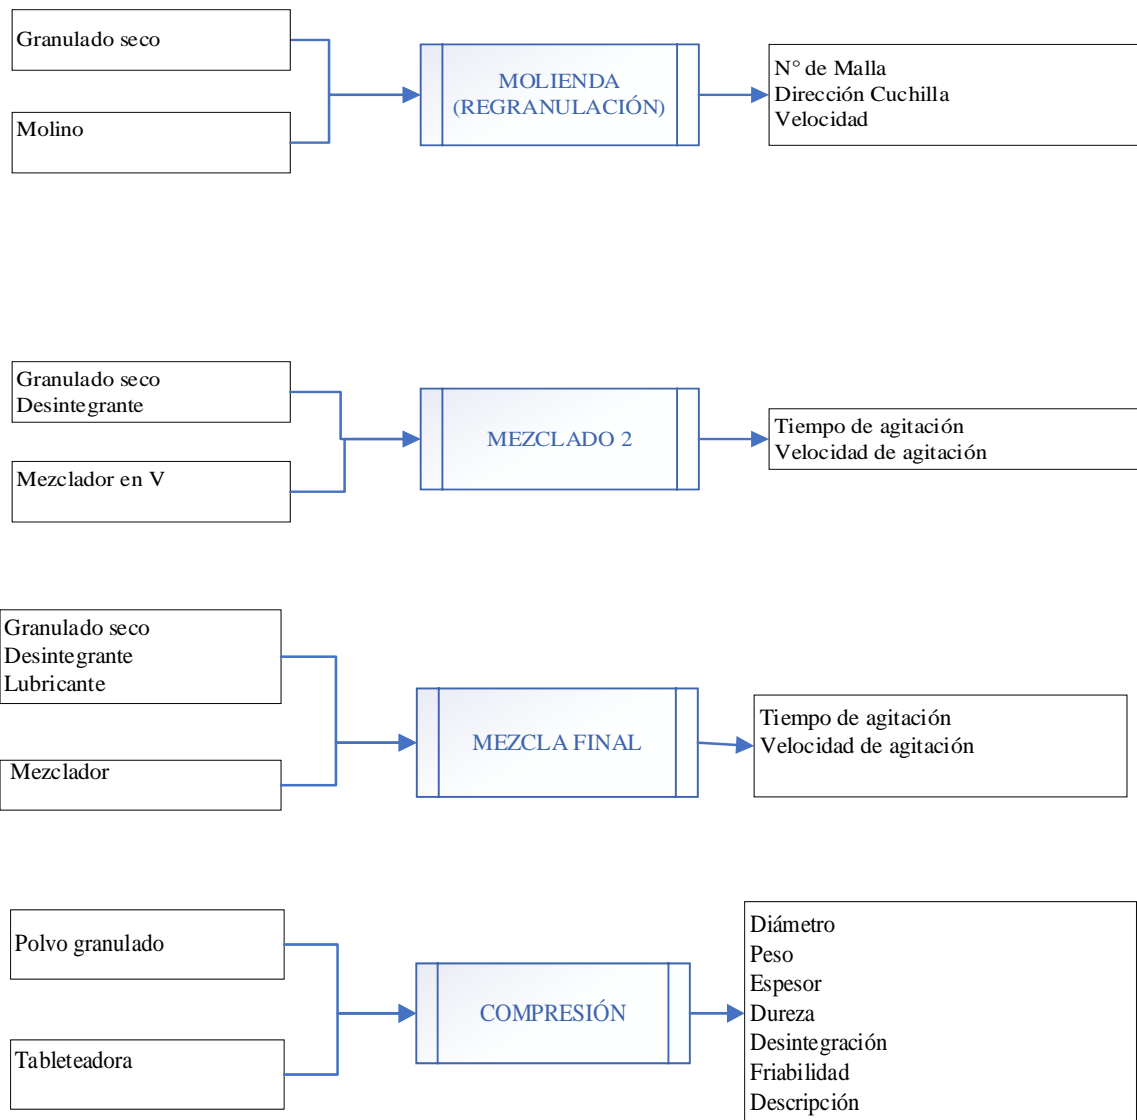 Granulado seco
Molino
MOLIENDA
(REGRANULACIÓN)
N° de Malla
Dirección Cuchilla
Velocidad
Granulado seco
Desintegrante
Mezclador en V
MEZCLADO 2
Tiempo de agitación
Velocidad de agitación
Granulado seco
Desintegrante
Lubricante
Mezclador
MEZCLA FINAL
Tiempo de agitación
Velocidad de agitación
Polvo granulado
Tableteadora
COMPRESIÓN
Diámetro
Peso
Espesor
Dureza
Desintegración
Friabilidad
Descripción